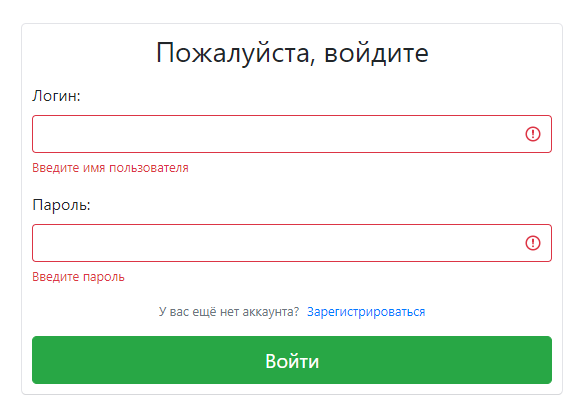 Пожалуйста, войдите
Логин:
Введите имя пользователя
Пароль:
Введите пароль
У вас ещё нет аккаунта? Зарегистрироваться
Войти